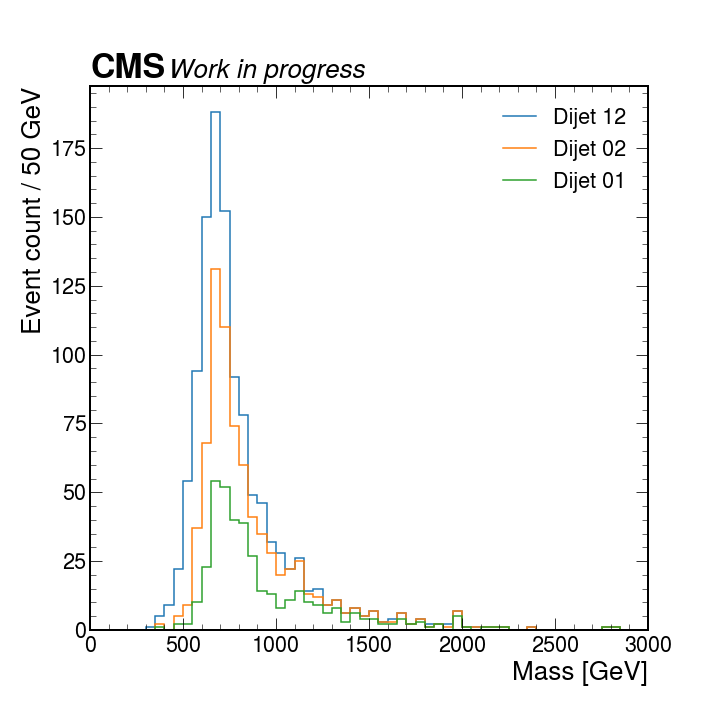 CMS Work in progress
Event count / 50 GeV
175
150
125
100
75
50
25
0
Dijet 12
Dijet 02
Dijet 01
0 500 1000 1500 2000 2500 3000
Mass [GeV]